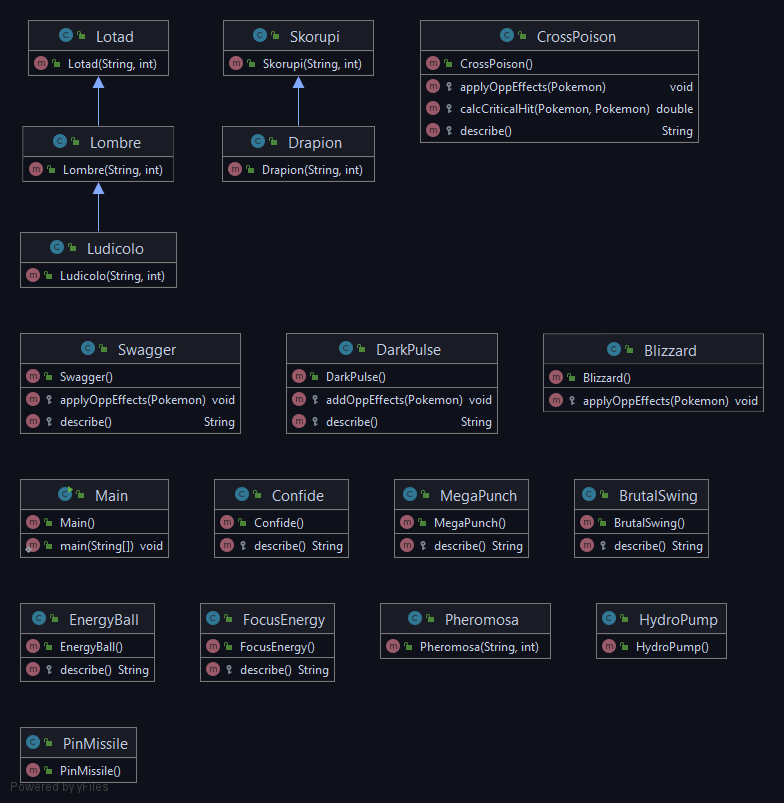 Lotad
Lotad(String, int)
Skorupi
Skorupi(String, int)
CrossPoison
CrossPoison()
applyOppEffects(Pokemon) void
calcCriticalHit(Pokemon, Pokemon) double
describe() String
Lombre
Lombre(String, int)
Drapion
Drapion(String, int)
Ludicolo
Ludicolo(String, int)
Swagger
Swagger()
applyOppEffects(Pokemon) void
describe() String
DarkPulse
DarkPulse()
addOppEffects(Pokemon) void
describe() String
Blizzard
Blizzard()
applyOppEffects(Pokemon) void
Main
Main()
main(String[]) void
Confide
Confide()
describe() String
MegaPunch
MegaPunch()
describe() String
BrutalSwing
BrutalSwing()
describe() String
EnergyBall
EnergyBall()
describe() String
FocusEnergy
FocusEnergy()
describe() String
Pheromosa
Pheromosa(String, int)
HydroPump
HydroPump()
PinMissile
PinMissile()
Powered by yFiles